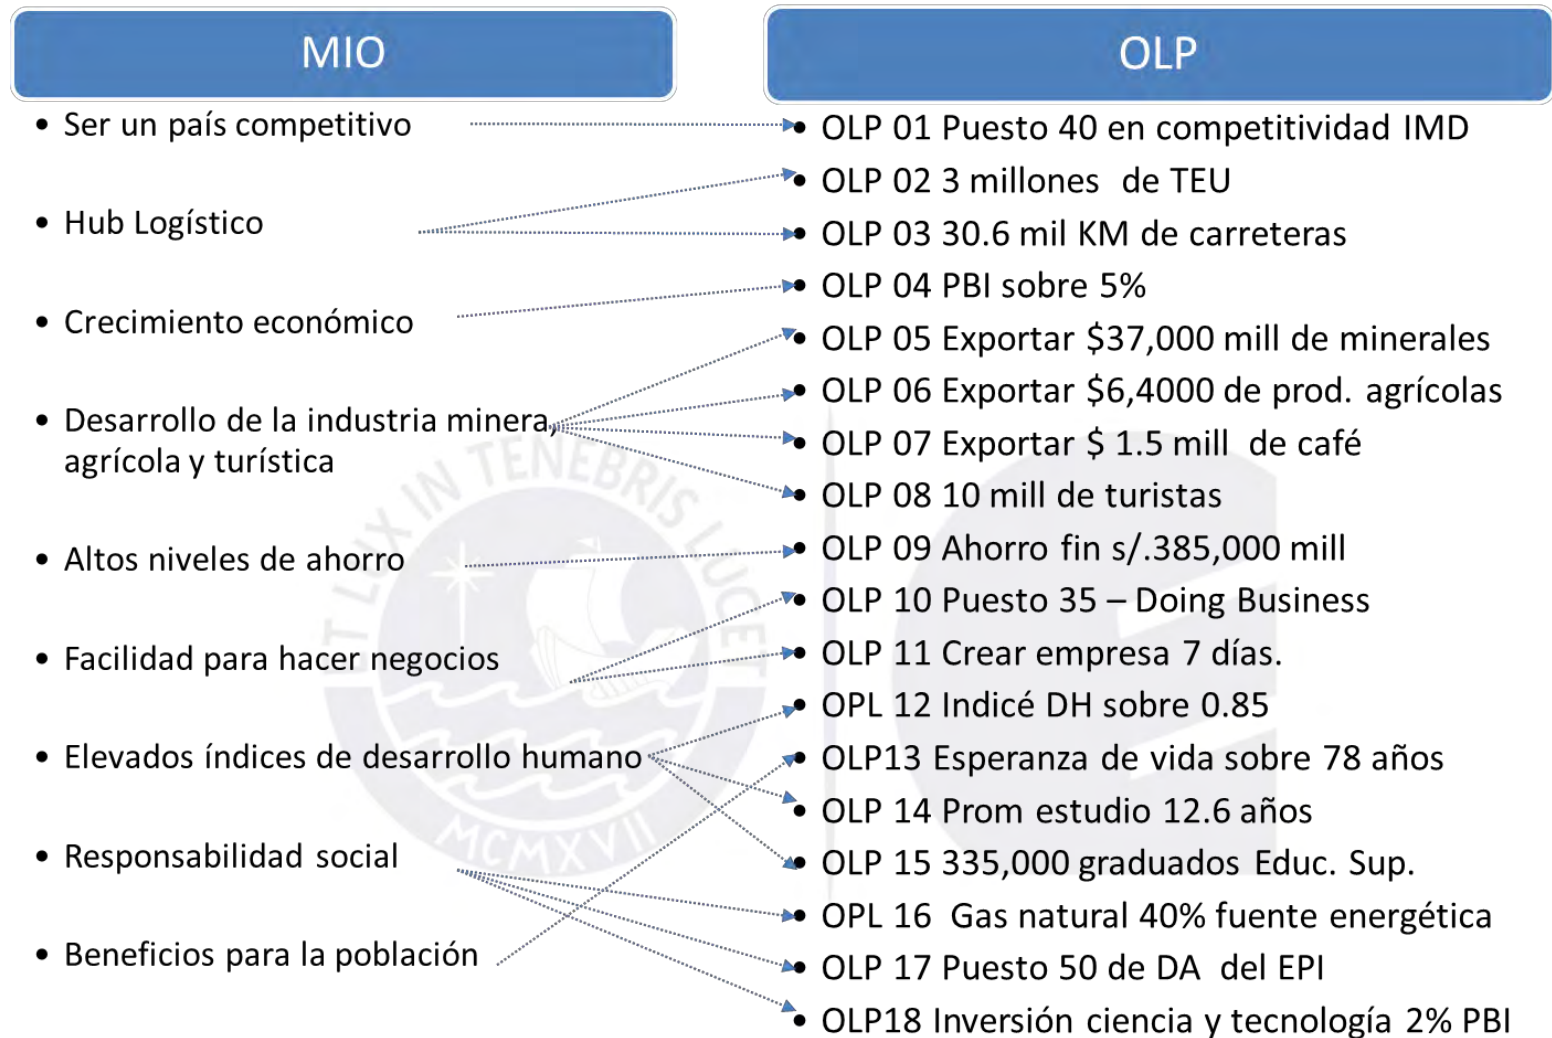 MIO
• Ser un país competitivo
• Hub Logístico
• Crecimiento económico
• Desarrollo de la industria minera,
agrícola y turística
• Altos niveles de ahorro
• Facilidad para hacer negocios
• Elevados índices de desarrollo humano
• Responsabilidad social
• Beneficios para la población
OLP
• OLP 01 Puesto 40 en competitividad IMD
• OLP 02 3 millones de TEU
• OLP 03 30.6 mil KM de carreteras
• OLP 04 PBI sobre 5%
• OLP 05 Exportar $37,000 mill de minerales
• OLP 06 Exportar $6,4000 de prod. agrícolas
• OLP 07 Exportar $ 1.5 mill de café
• OLP 08 10 mill de turistas
• OLP 09 Ahorro fin s/.385,000 mill
• OLP 10 Puesto 35 – Doing Business
• OLP 11 Crear empresa 7 días.
• OPL 12 Indicé DH sobre 0.85
• OLP13 Esperanza de vida sobre 78 años
• OLP 14 Prom estudio 12.6 años
• OLP 15 335,000 graduados Educ. Sup.
• OPL 16 Gas natural 40% fuente energética
• OLP 17 Puesto 50 de DA del EPI
• OLP18 Inversión ciencia y tecnología 2% PBI
ET LUX IN TENEBRIS LUCET
MCMXVII